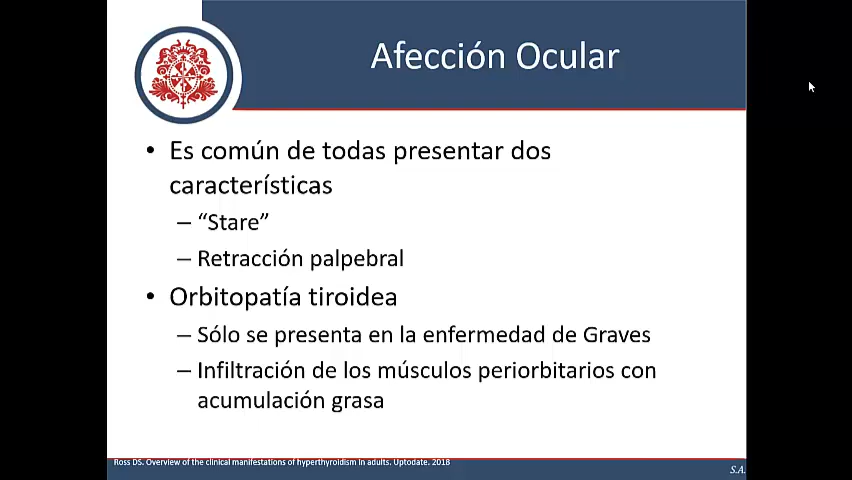 Afección Ocular
• Es común de todas presentar dos
características
– “Stare”
– Retracción palpebral
• Orbitopatía tiroidea
– Sólo se presenta en la enfermedad de Graves
– Infiltración de los músculos periorbitarios con
acumulación grasa
Ross DS. Overview of the clinical manifestations of hyperthyroidism in adults. Uptodate. 2018
S.A.